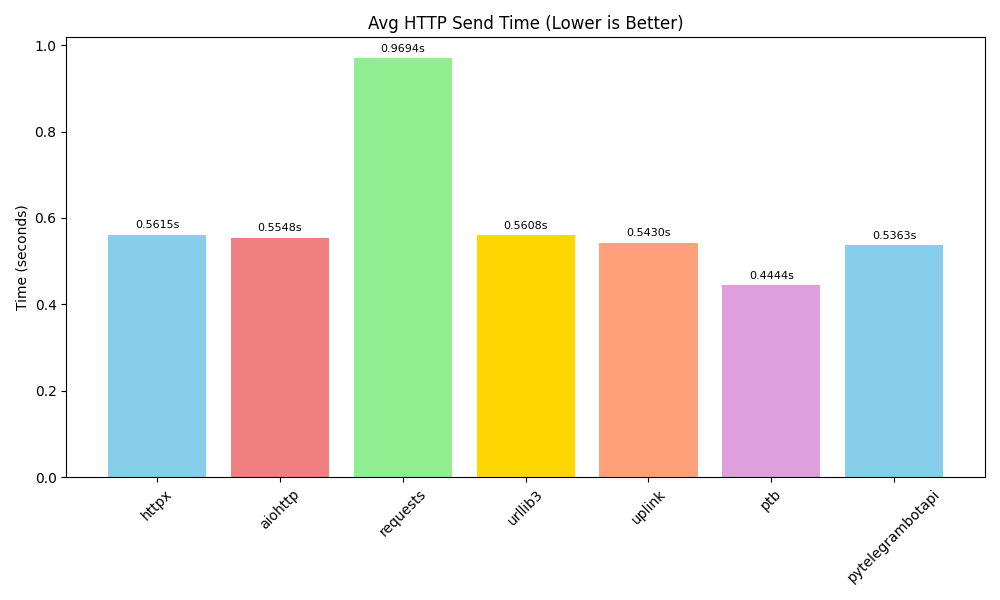 Avg HTTP Send Time (Lower is Better)
Time (seconds)
1.0
0.8
0.6
0.4
0.2
0.0
0.5615s
0.5548s
0.9694s
0.5608s
0.5430s
0.4444s
0.5363s
httpx
aiohttp
requests
urllib3
uplink
ptb
pytelegrambotapi